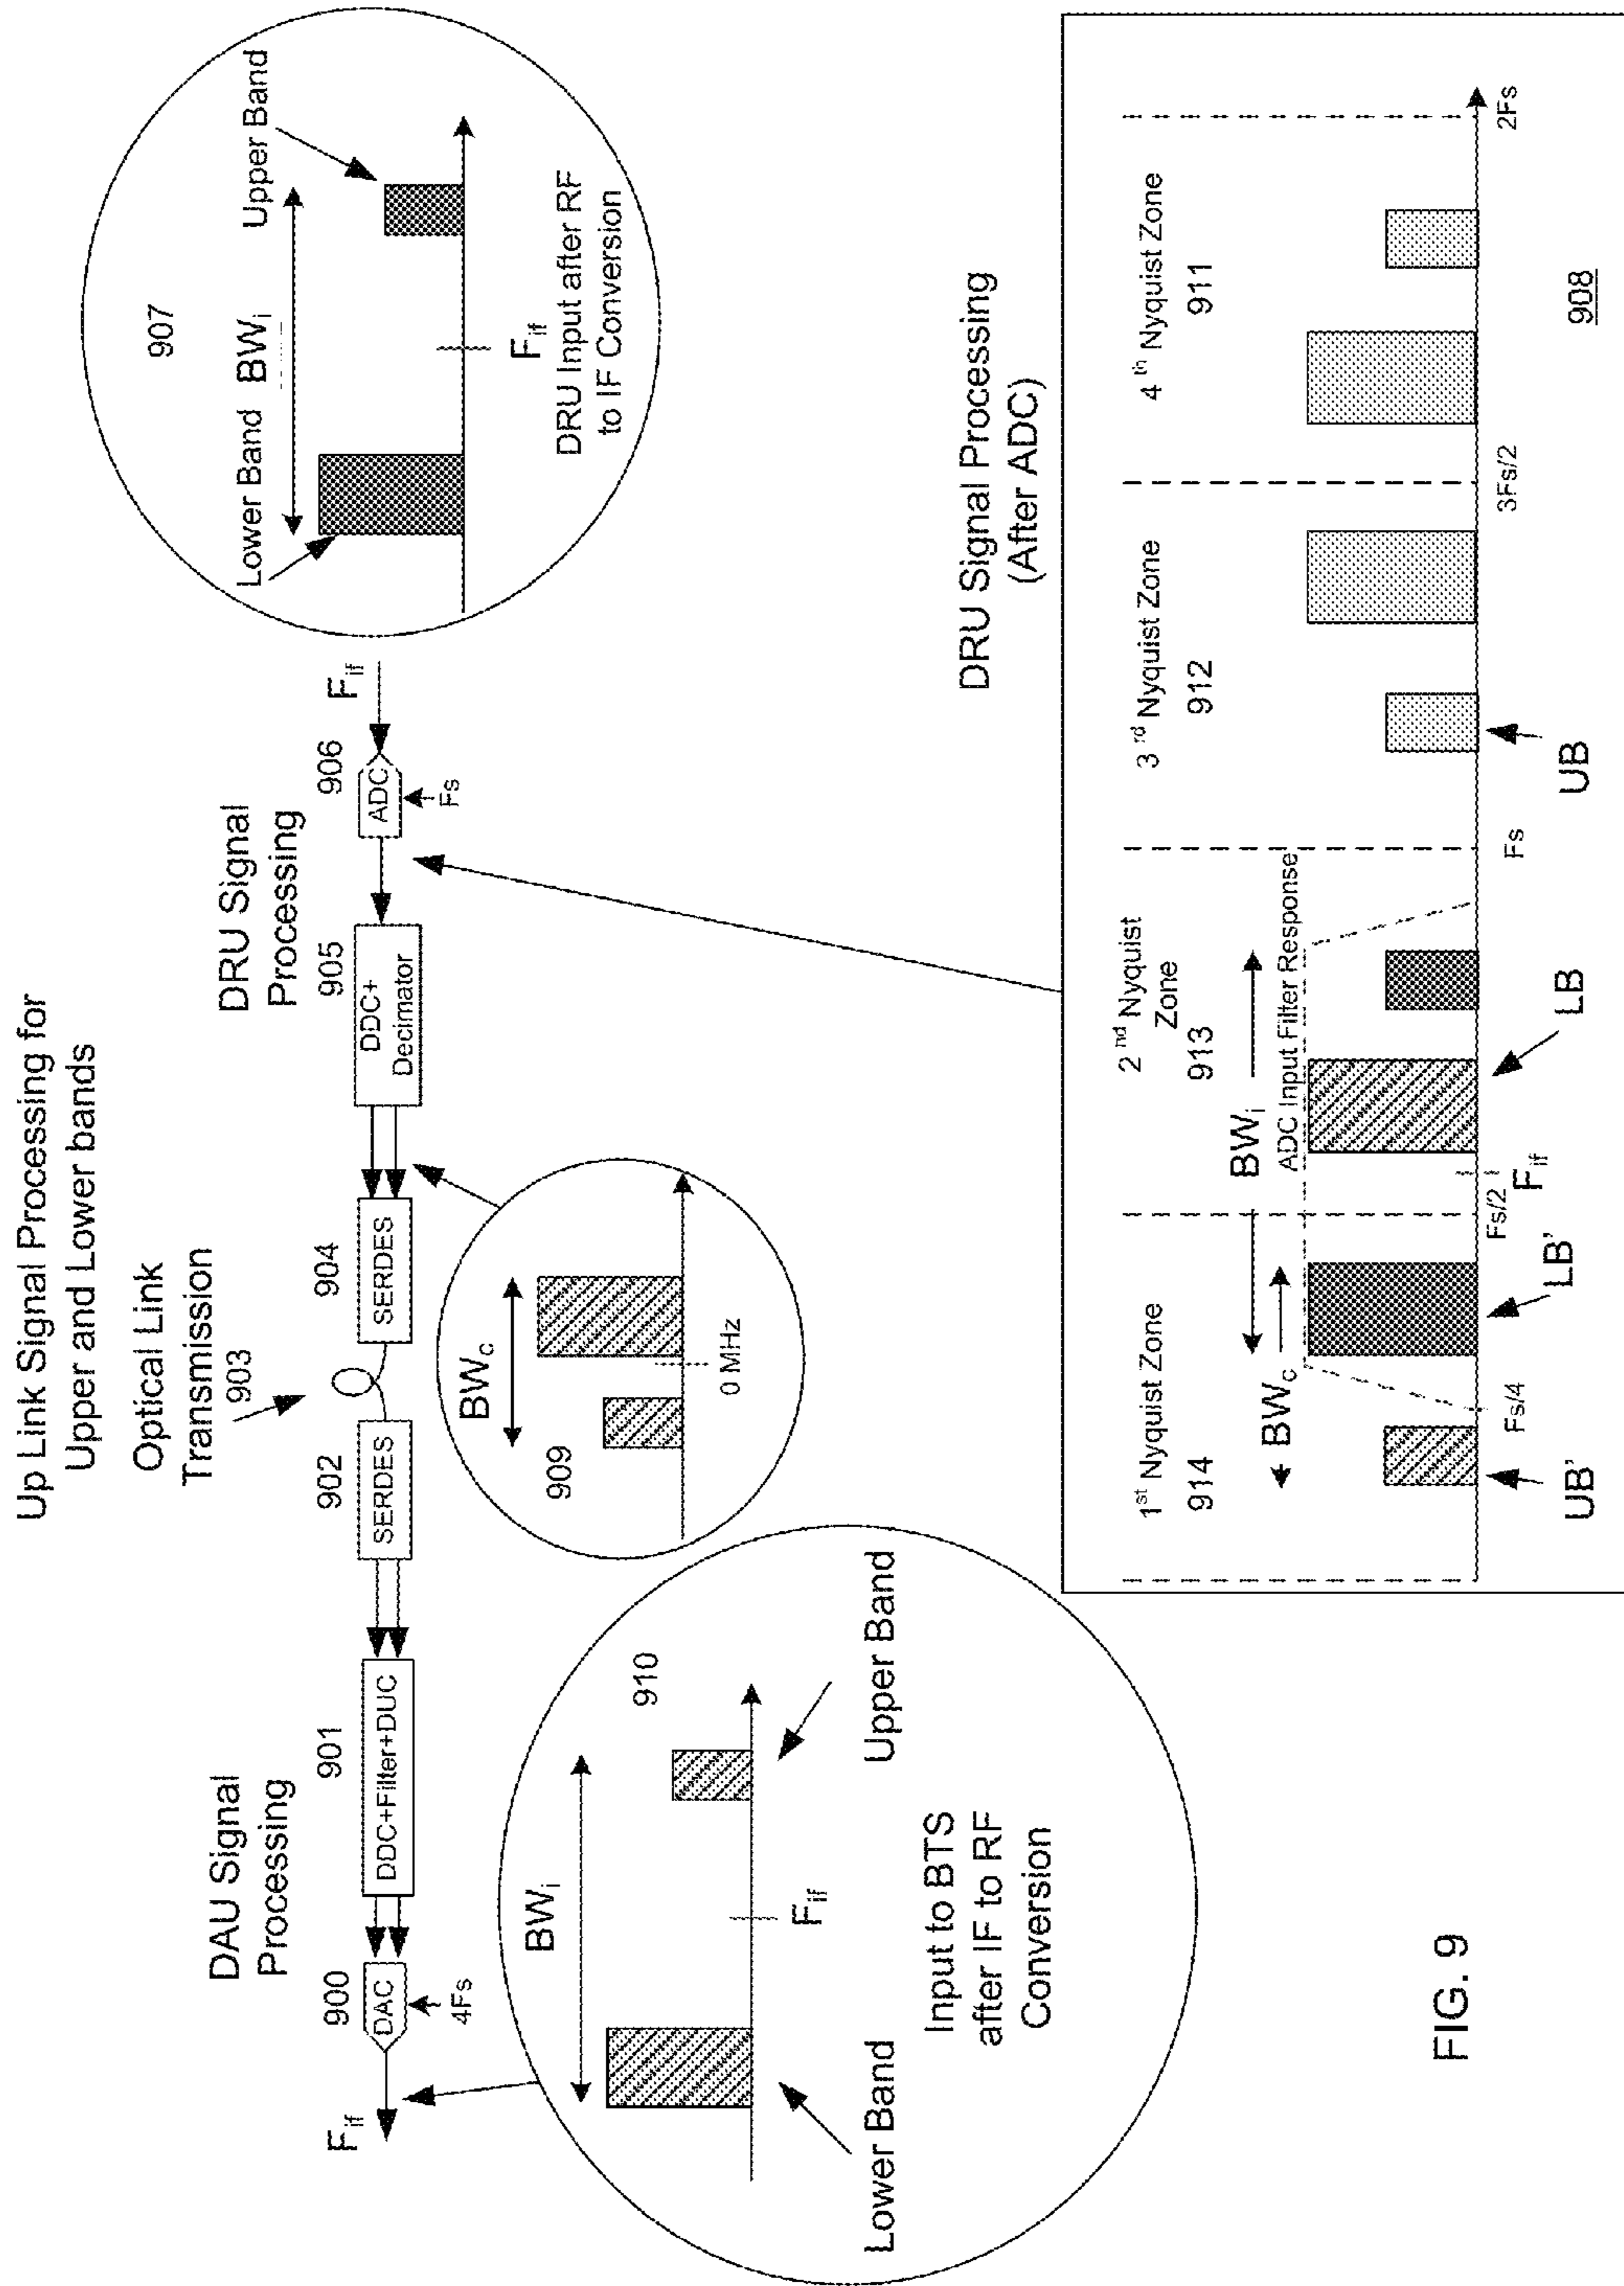 Up Link Signal Processing for
Upper and Lower bands
Optical Link
Transmission
903
DAU Signal
Processing
DRU Signal
Processing
900
901
902
904
905
906
F_if
DAC
4Fs
DDC+Filter+DUC
SERDES
SERDES
DDC+
Decimator
ADC
Fs
F_if
907
Lower Band
BW_i
Upper Band
F_if
DRU Input after RF
to IF Conversion
909
BW_c
0 MHz
910
BW_i
F_if
Lower Band
Upper Band
Input to BTS
after IF to RF
Conversion
DRU Signal Processing
(After ADC)
1st Nyquist Zone
914
2nd Nyquist
Zone
913
3rd Nyquist Zone
912
4th Nyquist Zone
911
BW_i
BW_c
ADC Input Filter Response
Fs/4
Fs/2
F_if
Fs
3Fs/2
2Fs
UB'
LB'
LB
UB
908
FIG. 9